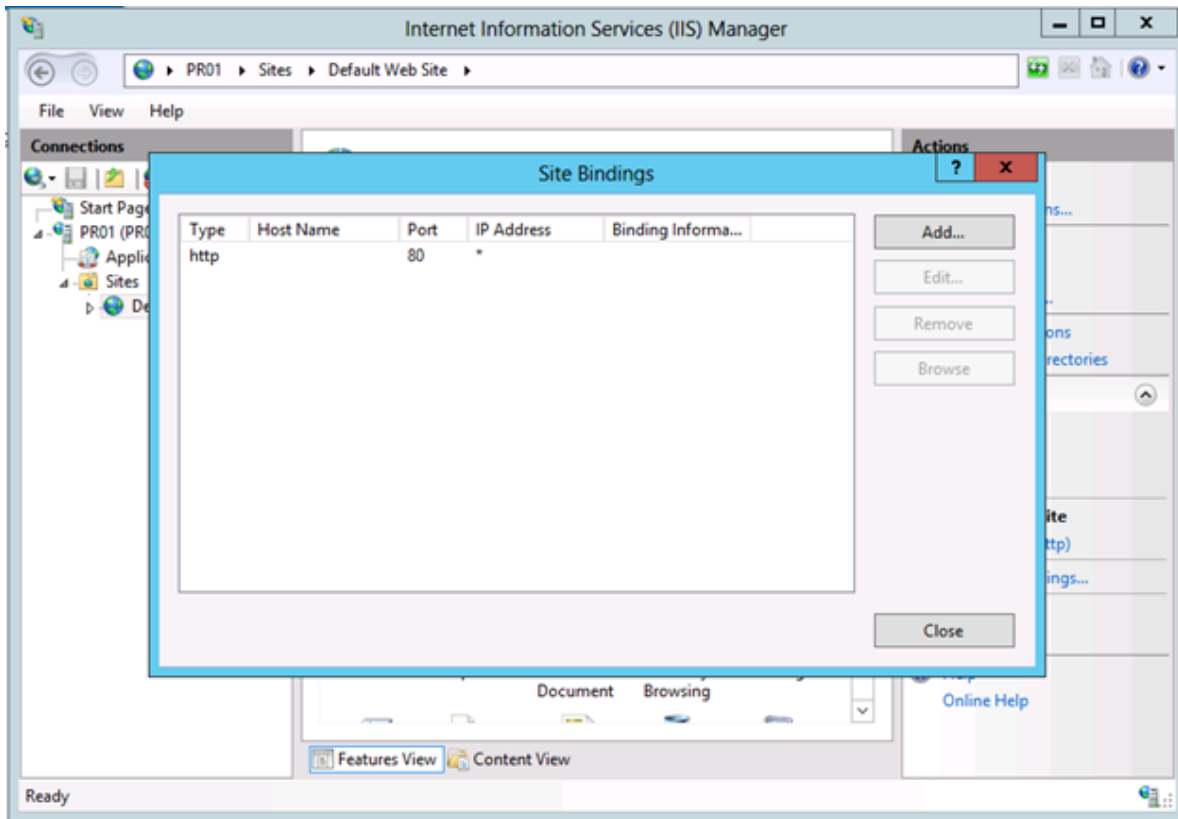 Internet Information Services (IIS) Manager
PR01 Sites Default Web Site
File View Help
Connections
Actions
Site Bindings
Start Page
PR01 (PR0
Applic
Sites
De
Type Host Name Port IP Address Binding Informa...
http 80 *
Add...
Edit...
Remove
Browse
Close
ns...
ons
rectories
ite
ttp)
ings...
Document Browsing
Online Help
Features View Content View
Ready